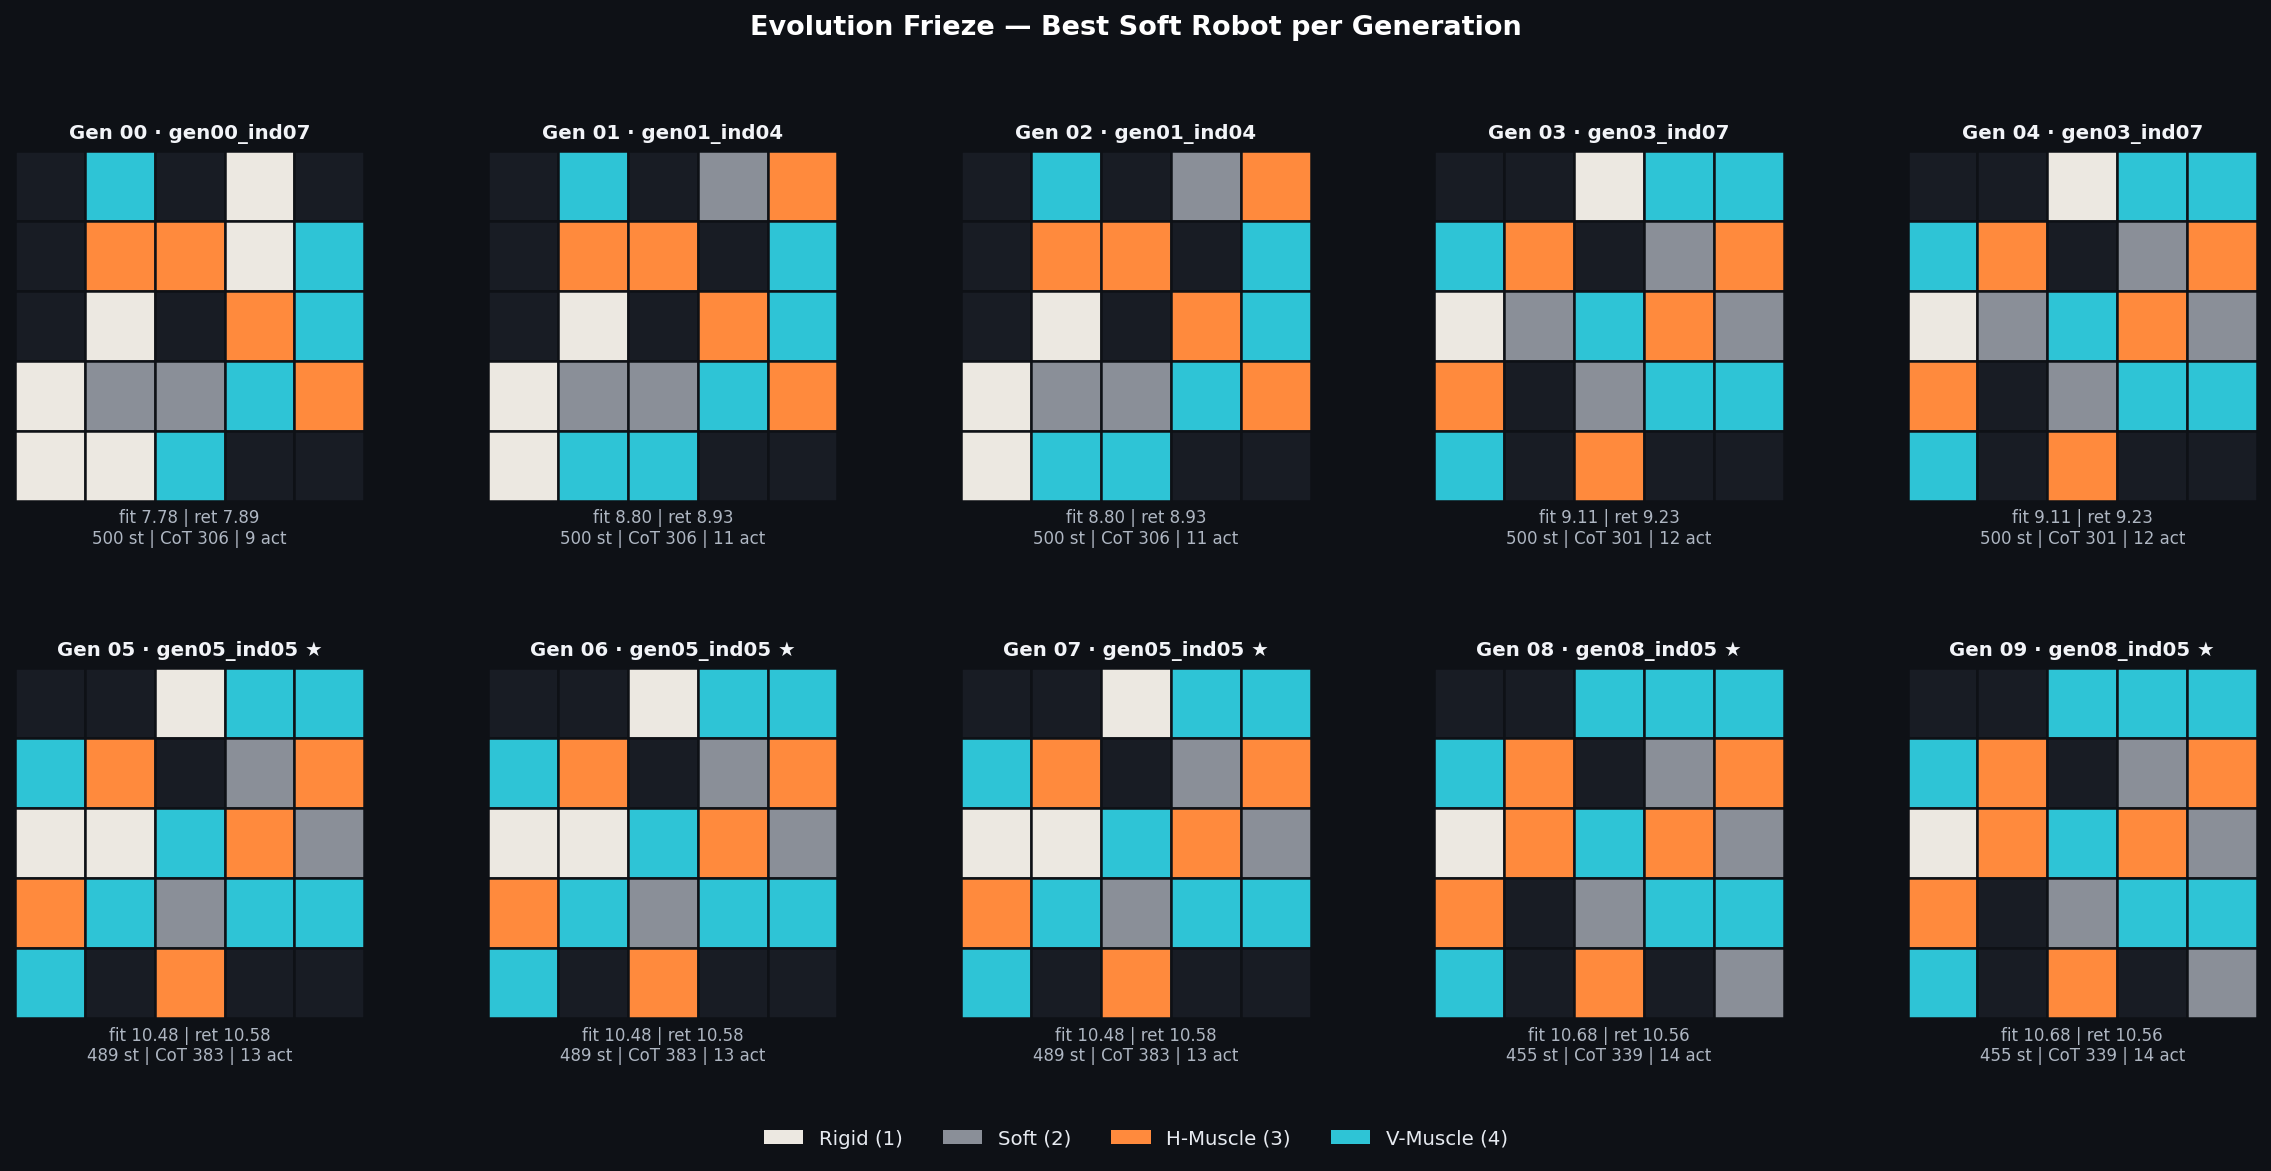 Evolution Frieze — Best Soft Robot per Generation
Gen 00 · gen00_ind07
Gen 01 · gen01_ind04
Gen 02 · gen01_ind04
Gen 03 · gen03_ind07
Gen 04 · gen03_ind07
fit 7.78 | ret 7.89
500 st | CoT 306 | 9 act
fit 8.80 | ret 8.93
500 st | CoT 306 | 11 act
fit 8.80 | ret 8.93
500 st | CoT 306 | 11 act
fit 9.11 | ret 9.23
500 st | CoT 301 | 12 act
fit 9.11 | ret 9.23
500 st | CoT 301 | 12 act
Gen 05 · gen05_ind05 ★
Gen 06 · gen05_ind05 ★
Gen 07 · gen05_ind05 ★
Gen 08 · gen08_ind05 ★
Gen 09 · gen08_ind05 ★
fit 10.48 | ret 10.58
489 st | CoT 383 | 13 act
fit 10.48 | ret 10.58
489 st | CoT 383 | 13 act
fit 10.48 | ret 10.58
489 st | CoT 383 | 13 act
fit 10.68 | ret 10.56
455 st | CoT 339 | 14 act
fit 10.68 | ret 10.56
455 st | CoT 339 | 14 act
Rigid (1)
Soft (2)
H-Muscle (3)
V-Muscle (4)